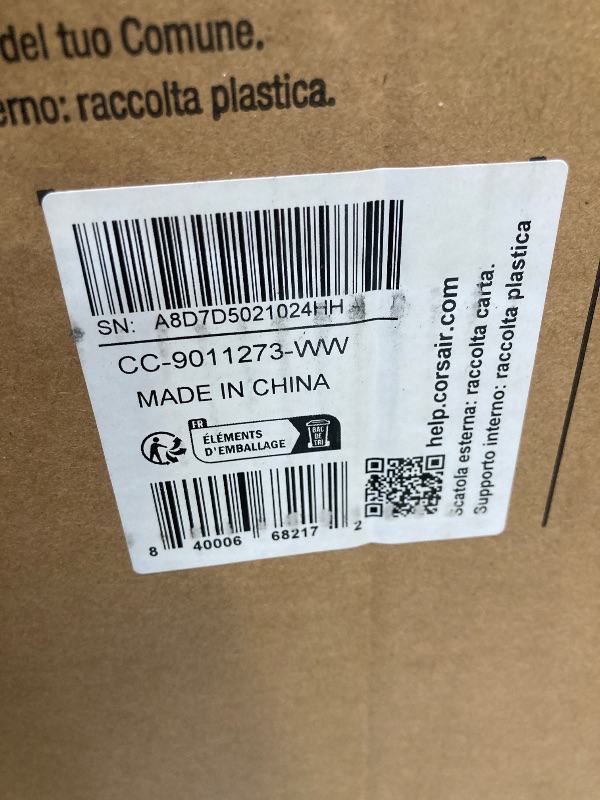 del tuo Comune.
erno: raccolta plastica.
SN: A8D7D5021024HH
CC-9011273-WW
MADE IN CHINA
FR
ÉLÉMENTS
D'EMBALLAGE
BAC
DE
TRI
8 40006 68217 2
help.corsair.com
Scatola esterna: raccolta carta.
Supporto interno: raccolta plastica